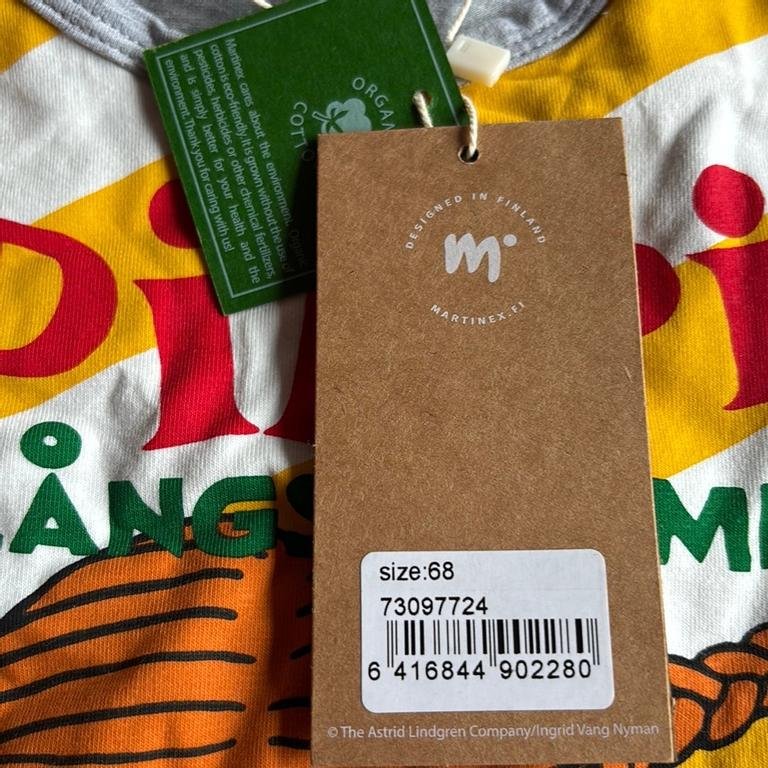 Martinex cares about the environment. Organic
cotton is eco-friendly. It is grown without the use of
pesticides, herbicides or other chemical fertilizers,
and is simply better for your health and the
environment. Thank you for caring with us!
ORGAN
COTTO
DESIGNED IN FINLAND
m
MARTINEX.FI
Pi pi
LÅNGS MP
size:68
73097724
6 416844 902280
© The Astrid Lindgren Company/Ingrid Vang Nyman